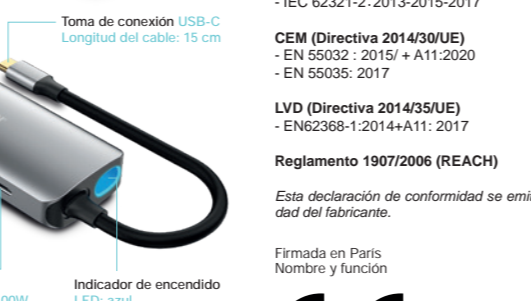 Toma de conexión USB-C
Longitud del cable: 15 cm
Indicador de encendido
LED: azul
00W
- IEC 62321-2:2013-2015-2017
CEM (Directiva 2014/30/UE)
- EN 55032 : 2015/ + A11:2020
- EN 55035: 2017
LVD (Directiva 2014/35/UE)
- EN62368-1:2014+A11: 2017
Reglamento 1907/2006 (REACH)
Esta declaración de conformidad se emit
dad del fabricante.
Firmada en París
Nombre y función